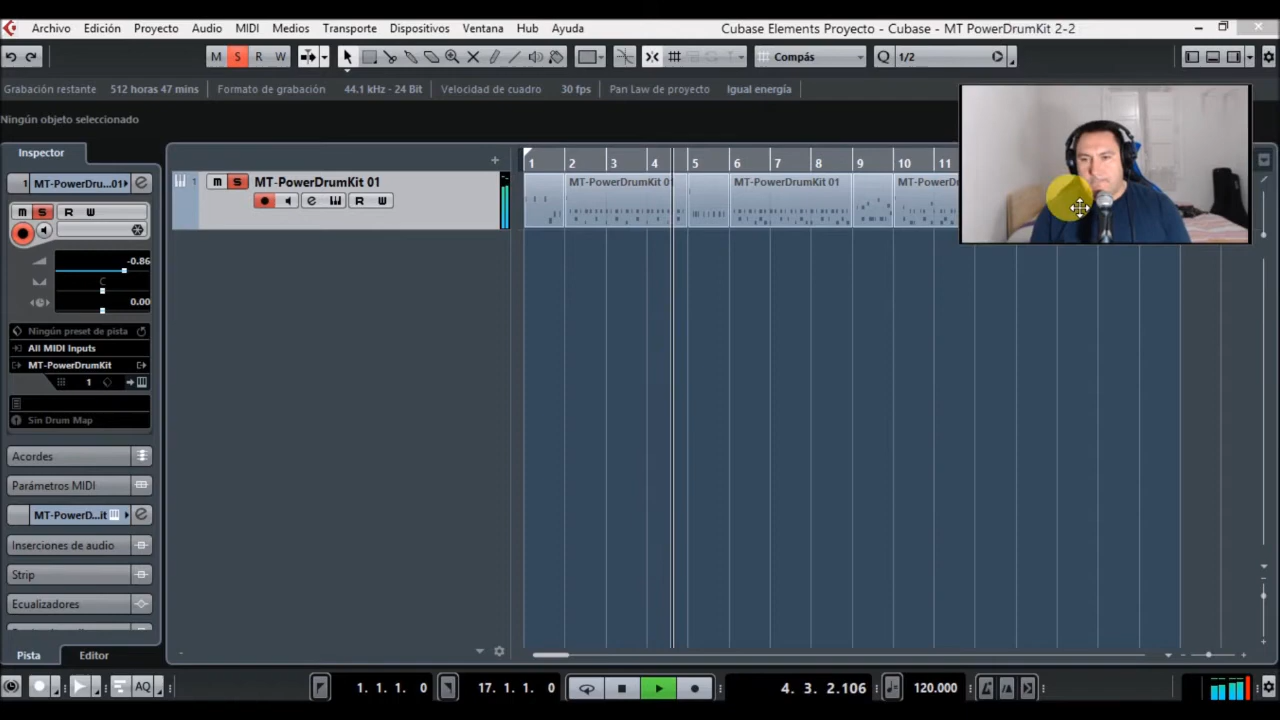 Archivo Edición Proyecto Audio MIDI Medios Transporte Dispositivos Ventana Hub Ayuda Cubase Elements Proyecto - Cubase - MT PowerDrumKit 2-2
M S R W Compás Q 1/2
Grabación restante 512 horas 47 mins Formato de grabación 44.1 kHz - 24 Bit Velocidad de cuadro 30 fps Pan Law de proyecto Igual energía
Ningún objeto seleccionado
Inspector
1 2 3 4 5 6 7 8 9 10 11
1 MT-PowerDru...01
1 m S MT-PowerDrumKit 01
MT-PowerDrumKit 01 MT-PowerDrumKit 01 MT-PowerD
R W
m S R W
-0.86
C
0.00
Ningún preset de pista
All MIDI Inputs
MT-PowerDrumKit
1
Sin Drum Map
Acordes
Parámetros MIDI
MT-PowerD...it
Inserciones de audio
Strip
Ecualizadores
Pista Editor
AQ 1. 1. 1. 0 17. 1. 1. 0 4. 3. 2.106 120.000